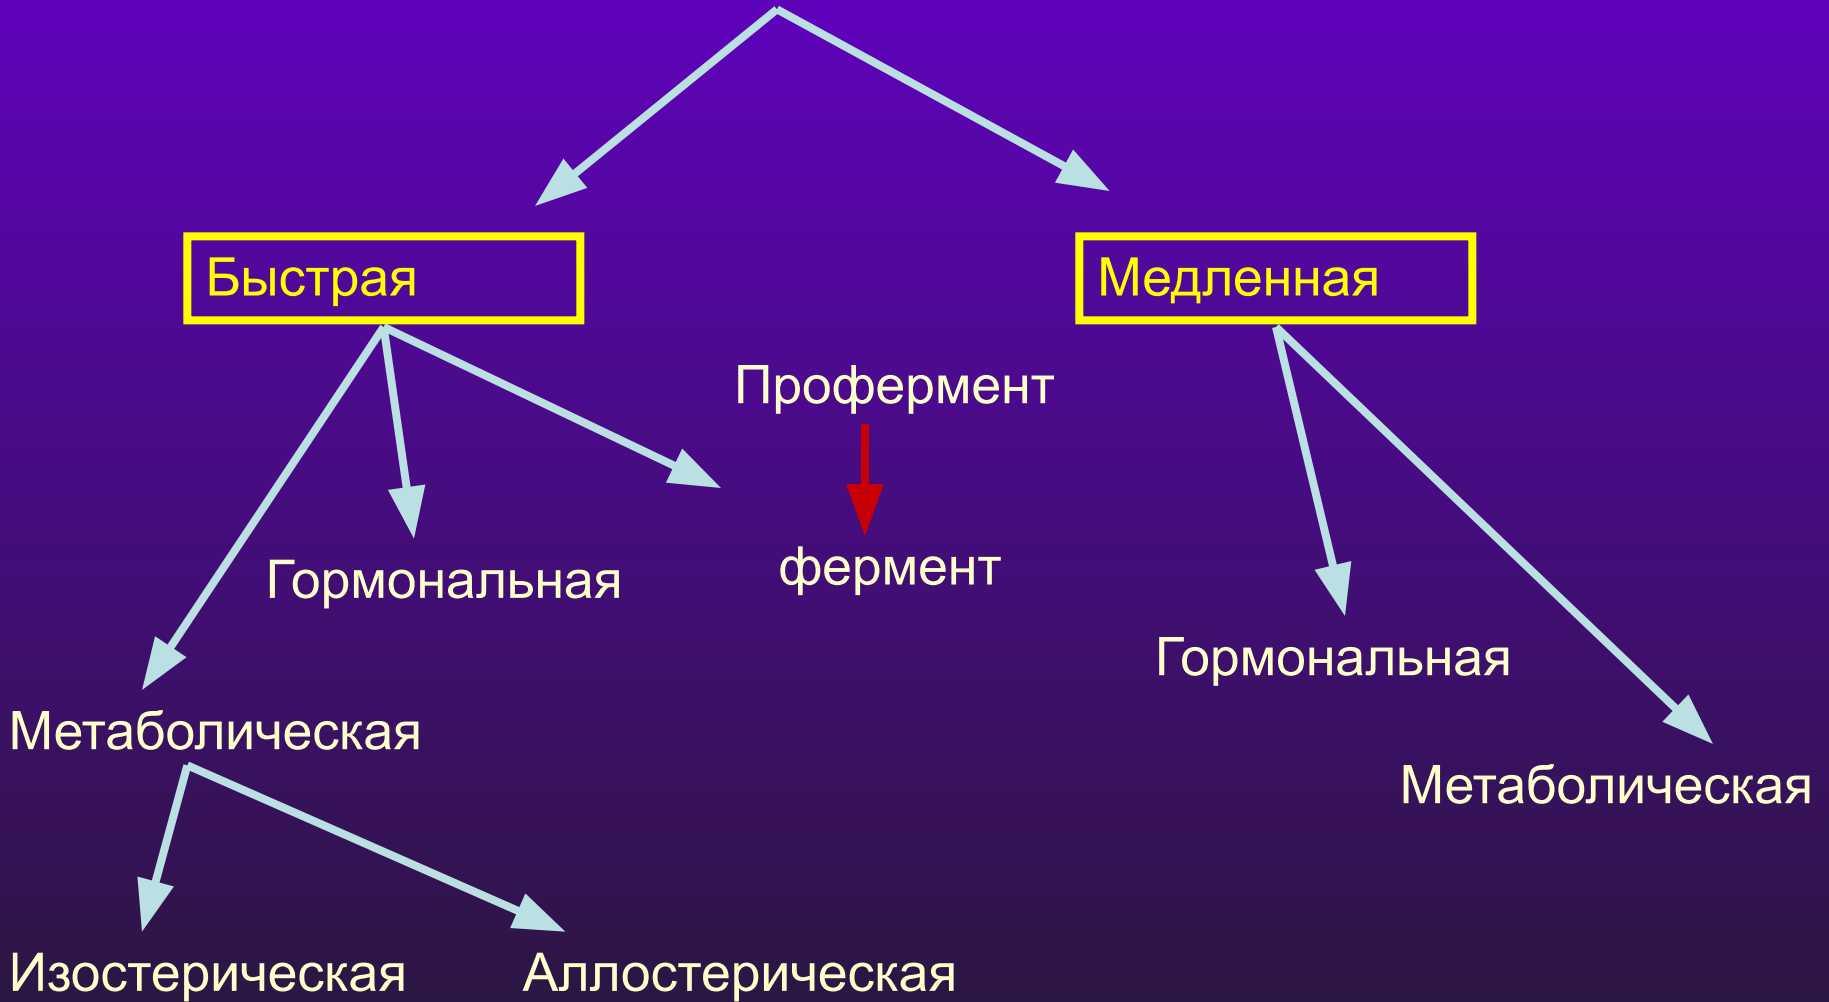 Быстрая
Медленная
Профермент
фермент
Гормональная
Гормональная
Метаболическая
Метаболическая
Изостерическая
Аллостерическая